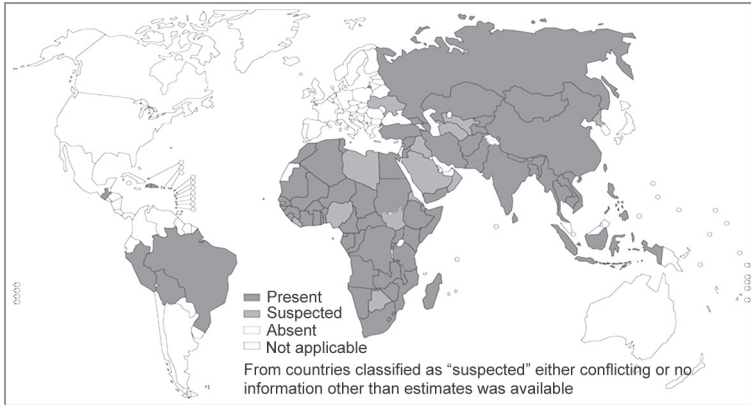 Present
Suspected
Absent
Not applicable
From countries classified as “suspected” either conflicting or no
information other than estimates was available